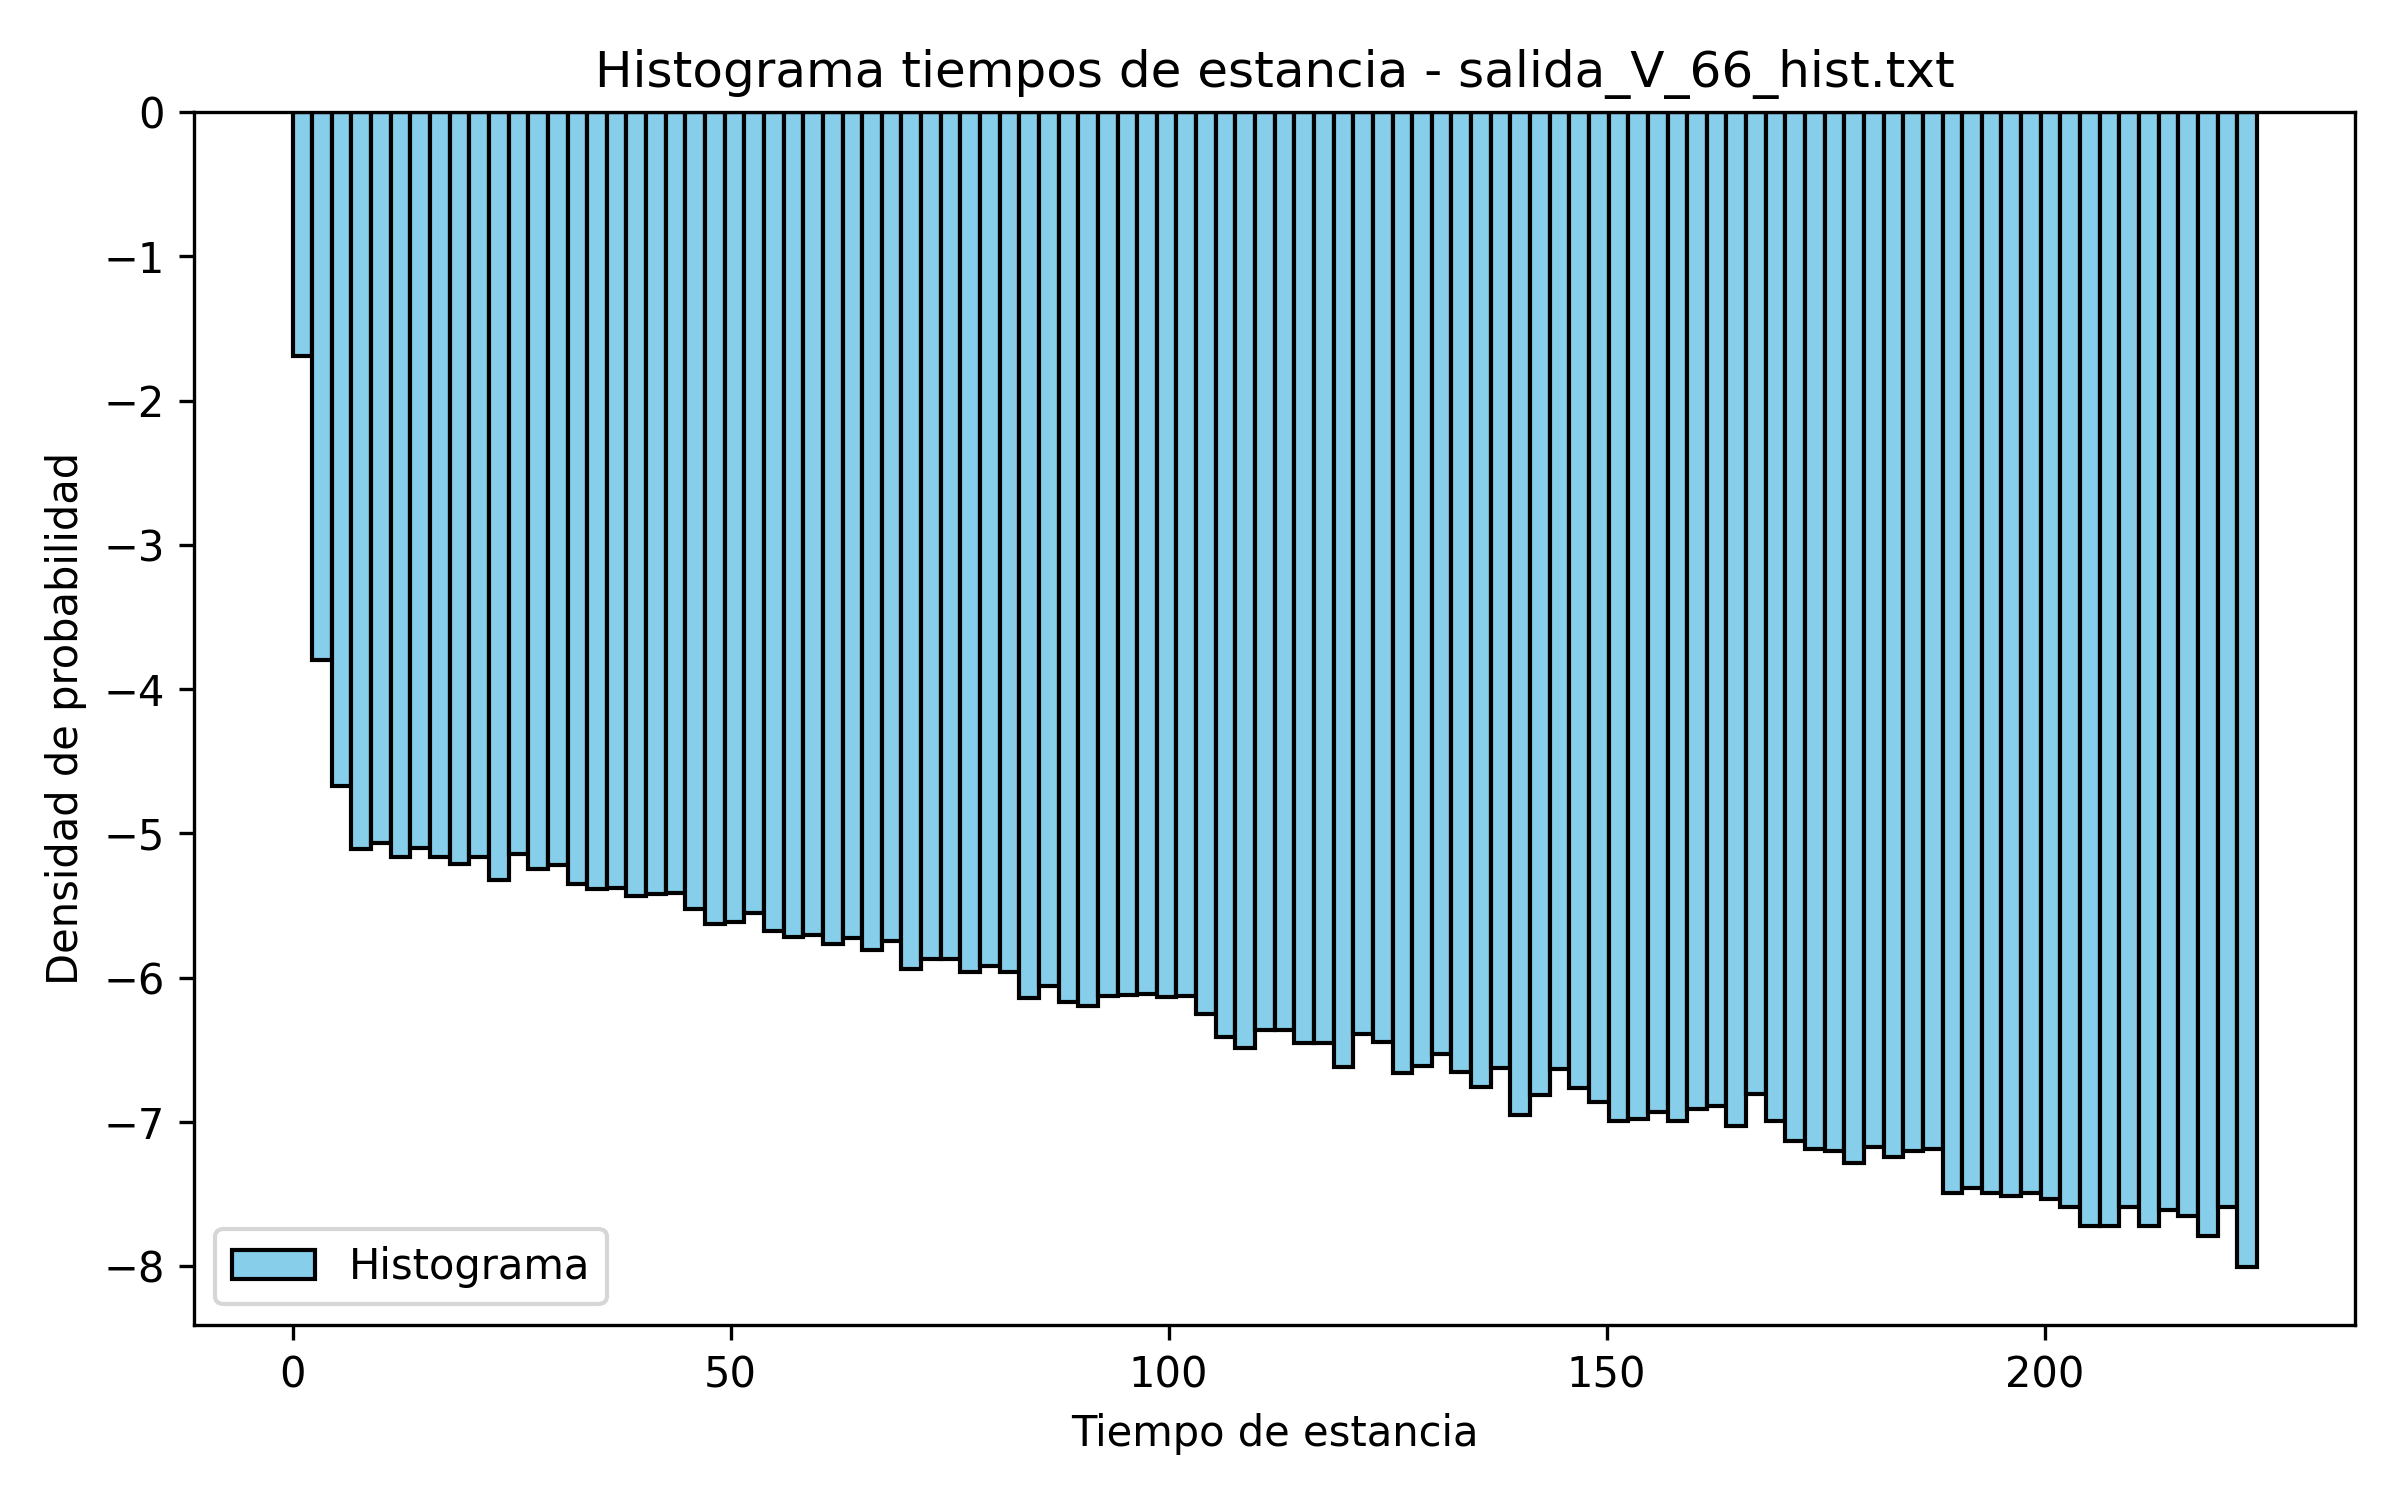 Histograma tiempos de estancia - salida_V_66_hist.txt
Densidad de probabilidad
0
−1
−2
−3
−4
−5
−6
−7
−8
Histograma
0 50 100 150 200
Tiempo de estancia